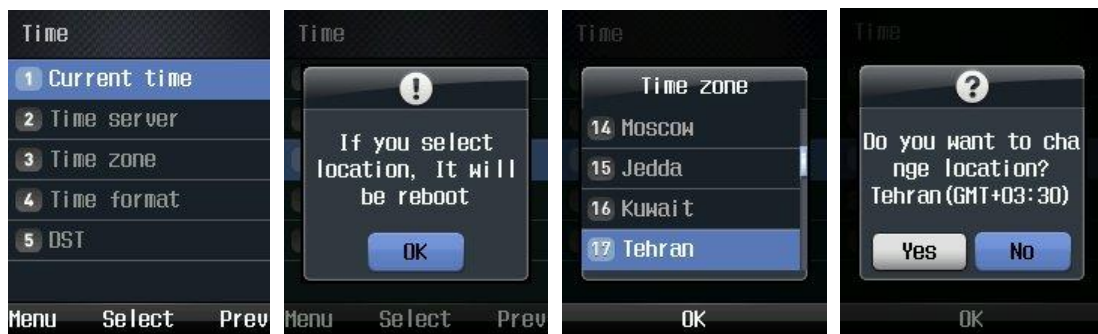 Time
1 Current time
2 Time server
3 Time zone
4 Time format
5 DST
Menu Select Prev
Time
!
If you select
location, It will
be reboot
OK
Menu Select Prev
Time
Time zone
14 Moscow
15 Jedda
16 Kuwait
17 Tehran
OK
Time
?
Do you want to cha
nge location?
Tehran(GMT+03:30)
Yes No
OK